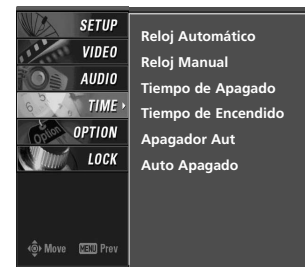 SETUP
VIDEO
AUDIO
TIME
OPTION
LOCK
Move MENU Prev
Reloj Automático
Reloj Manual
Tiempo de Apagado
Tiempo de Encendido
Apagador Aut
Auto Apagado
Option